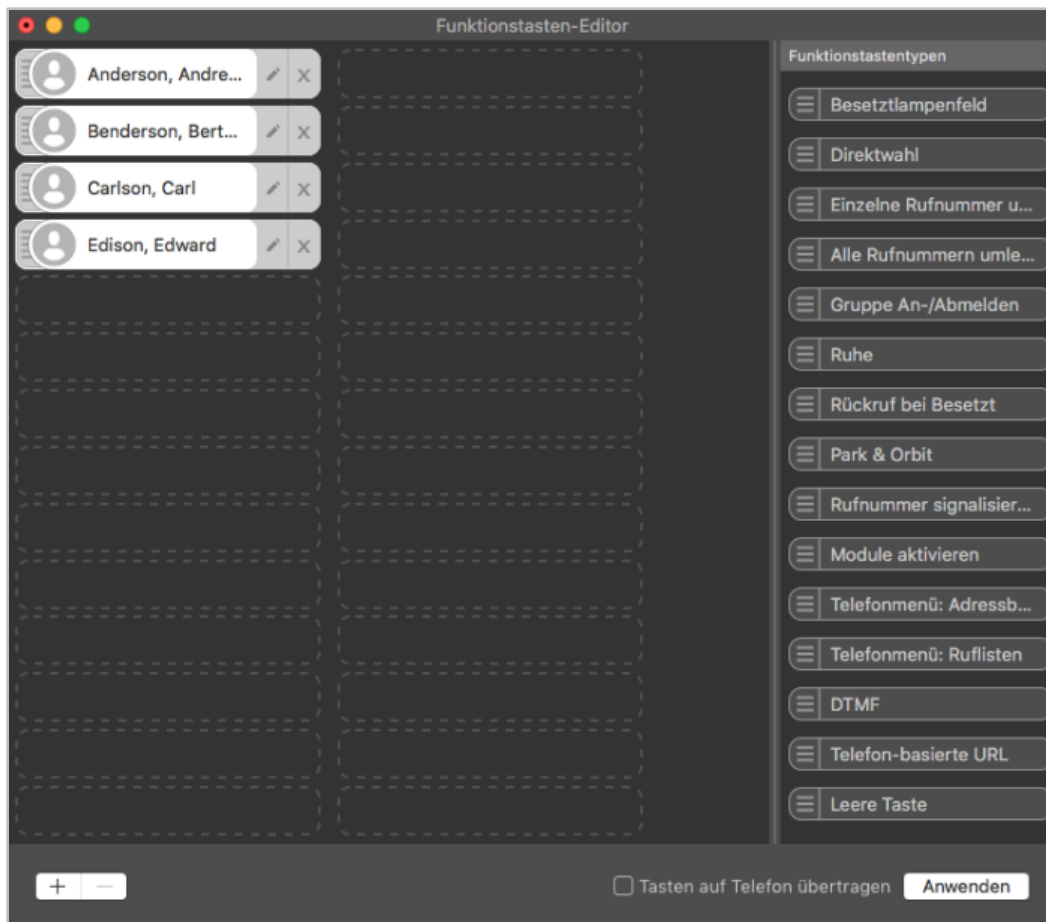 Funktionstasten-Editor
Anderson, Andre...
Benderson, Bert...
Carlson, Carl
Edison, Edward
Funktionstastentypen
Besetztlampenfeld
Direktwahl
Einzelne Rufnummer u...
Alle Rufnummern umle...
Gruppe An-/Abmelden
Ruhe
Rückruf bei Besetzt
Park & Orbit
Rufnummer signalisier...
Module aktivieren
Telefonmenü: Adressb...
Telefonmenü: Ruflisten
DTMF
Telefon-basierte URL
Leere Taste
Tasten auf Telefon übertragen
Anwenden